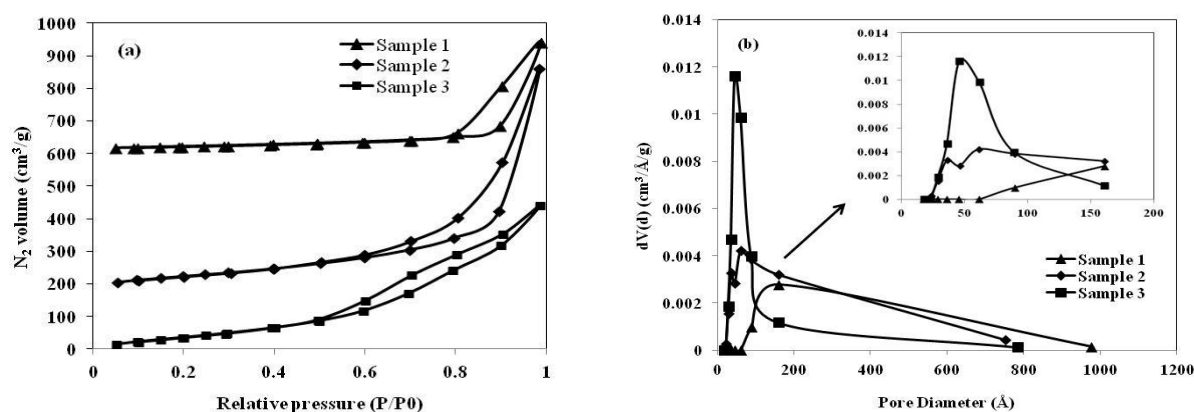 (a)
Sample 1
Sample 2
Sample 3
N₂ volume (cm³/g)
1000
900
800
700
600
500
400
300
200
100
0
0 0.2 0.4 0.6 0.8 1
Relative pressure (P/P0)
(b)
dV(d) (cm³/Å/g)
0.014
0.012
0.01
0.008
0.006
0.004
0.002
0
0 200 400 600 800 1000 1200
Pore Diameter (Å)
0.014
0.012
0.01
0.008
0.006
0.004
0.002
0
0 50 100 150 200
Sample 1
Sample 2
Sample 3